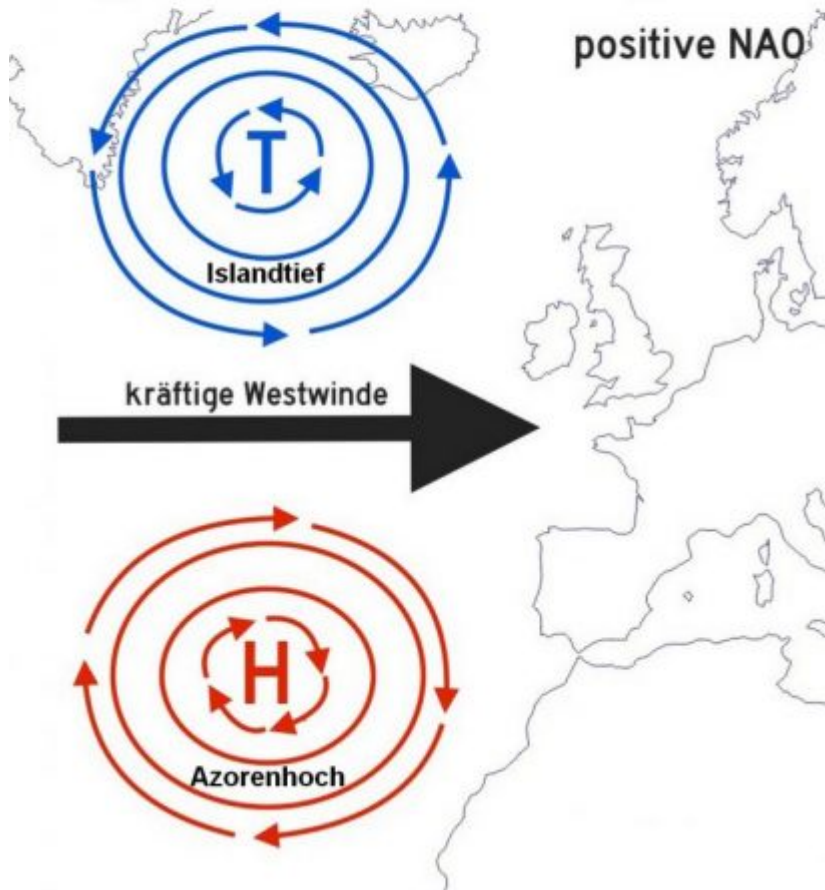 positive NAO
T
Islandtief
kräftige Westwinde
H
Azorenhoch